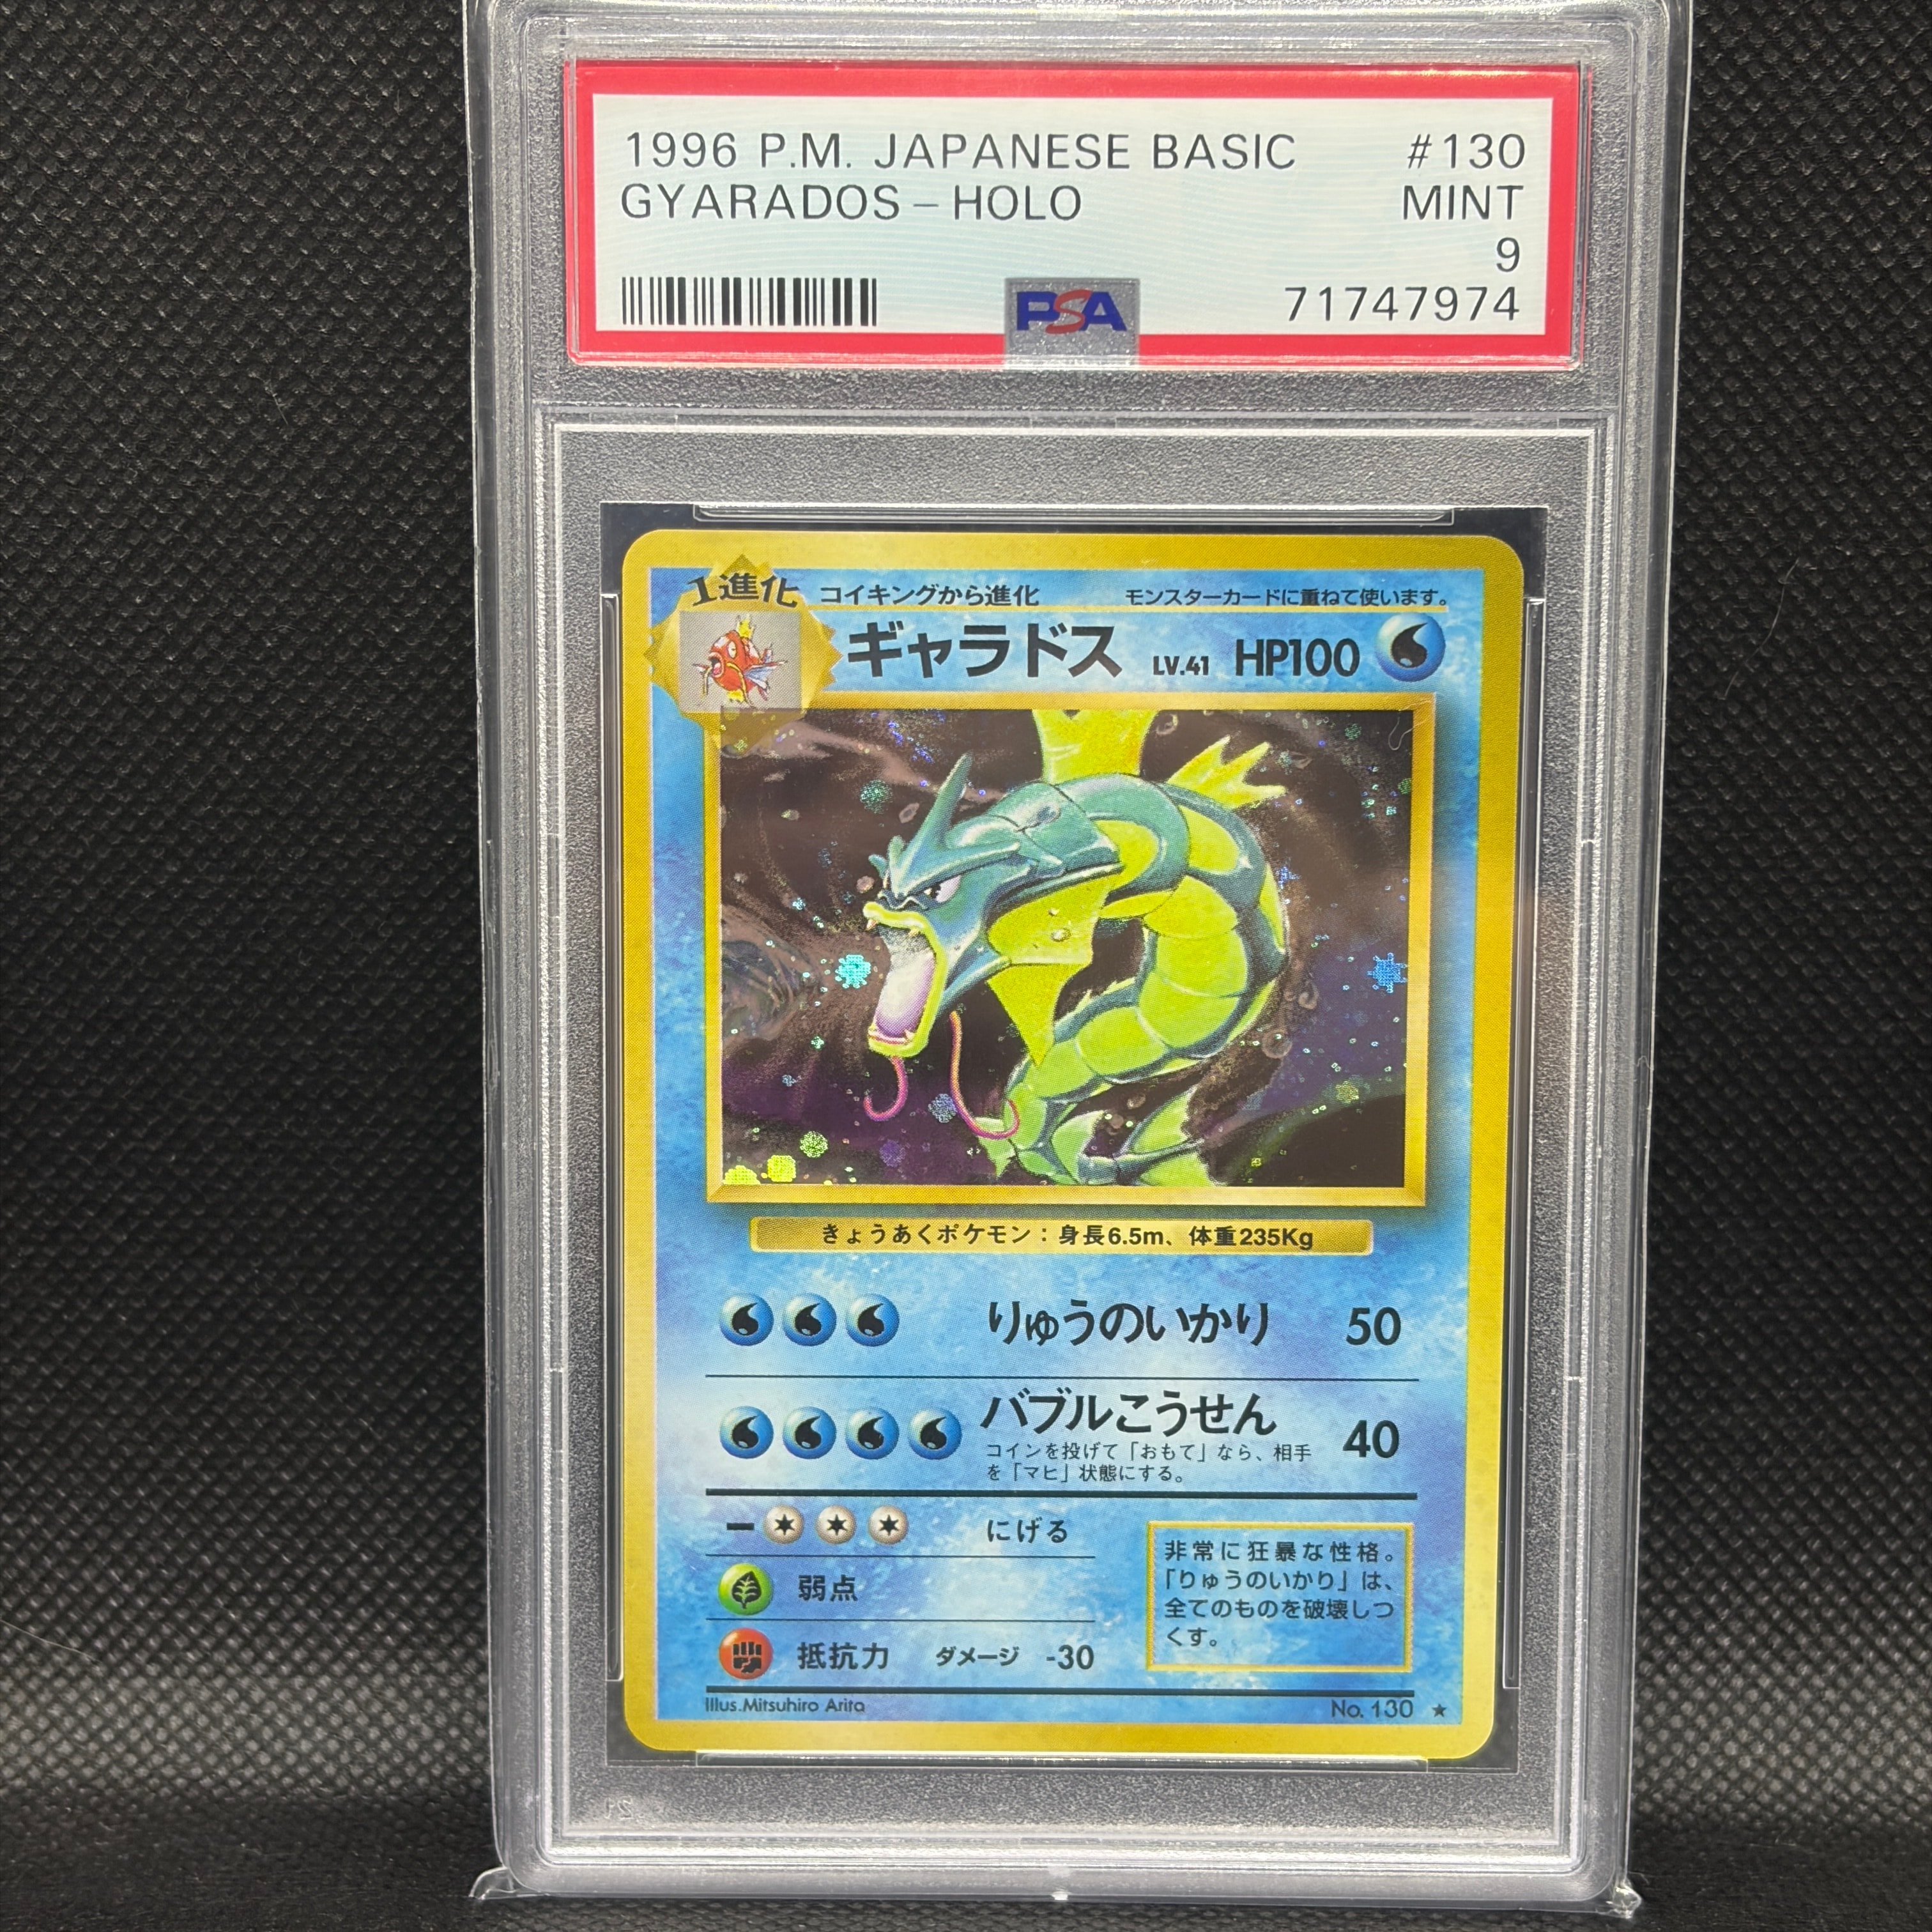 1996 P.M. JAPANESE BASIC #130
GYARADOS - HOLO MINT
9
PSA 71747974
1進化 コイキングから進化 モンスターカードに重ねて使います。
ギャラドス LV.41 HP100
きょうあくポケモン：身長6.5m、体重235Kg
りゅうのいかり 50
バブルこうせん 40
コインを投げて「おもて」なら、相手
を「マヒ」状態にする。
にげる
弱点
抵抗力 ダメージ -30
非常に狂暴な性格。
「りゅうのいかり」は、
全てのものを破壊しつ
くす。
Illus.Mitsuhiro Arita No. 130 ★